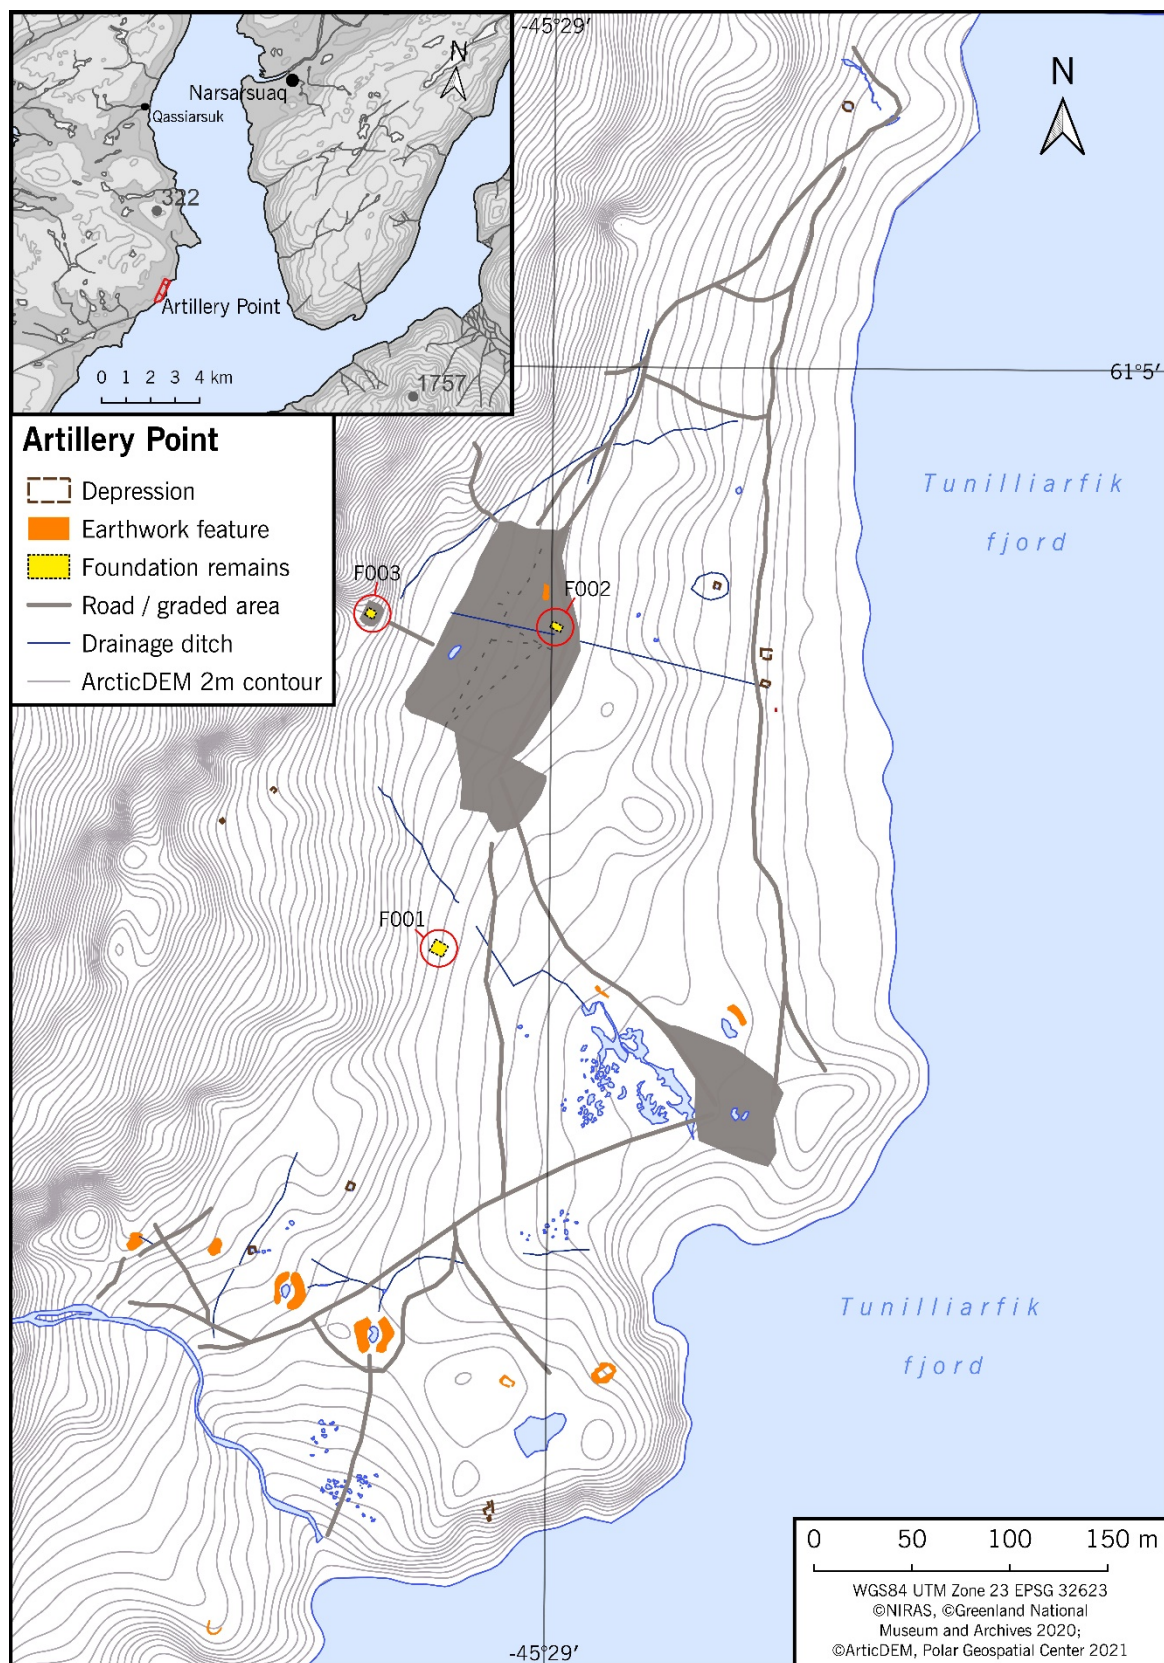 -45°29′
N
Narsarsuaq
N
Qassiarsuk
322
Artillery Point
0 1 2 3 4 km
1757
61°5′
Artillery Point
Depression
Earthwork feature
Foundation remains
Road / graded area
Drainage ditch
ArcticDEM 2m contour
Tunilliarfik
fjord
F003
F002
F001
Tunilliarfik
fjord
0 50 100 150 m
WGS84 UTM Zone 23 EPSG 32623
©NIRAS, ©Greenland National
Museum and Archives 2020;
©ArticDEM, Polar Geospatial Center 2021
-45°29′